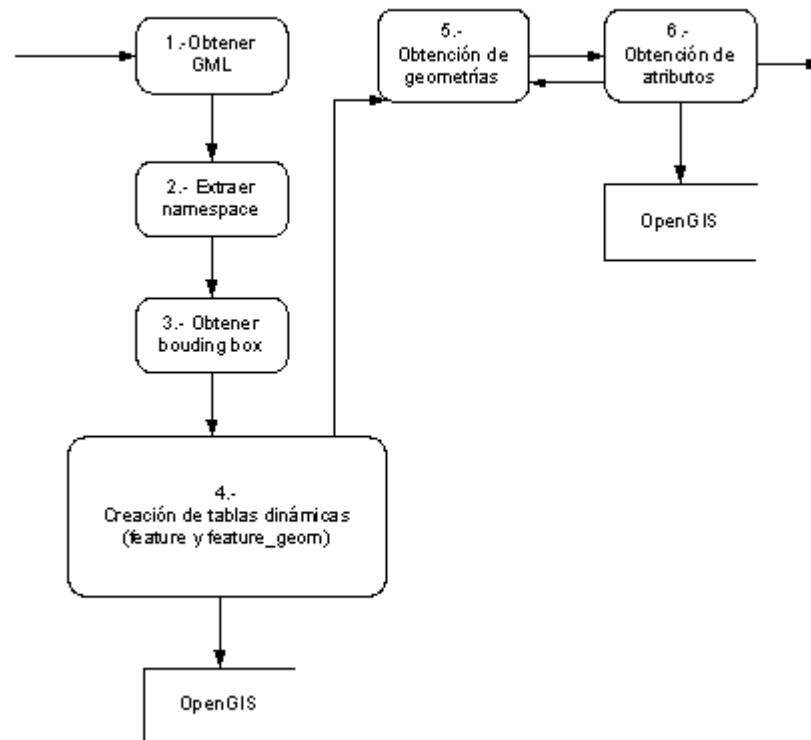 1.-Obtener
GML
2.- Extraer
namespace
3.- Obtener
bouding box
4.-
Creación de tablas dinámicas
(feature y feature_geom)
OpenGIS
5.-
Obtención de
geometrías
6.-
Obtención de
atributos
OpenGIS